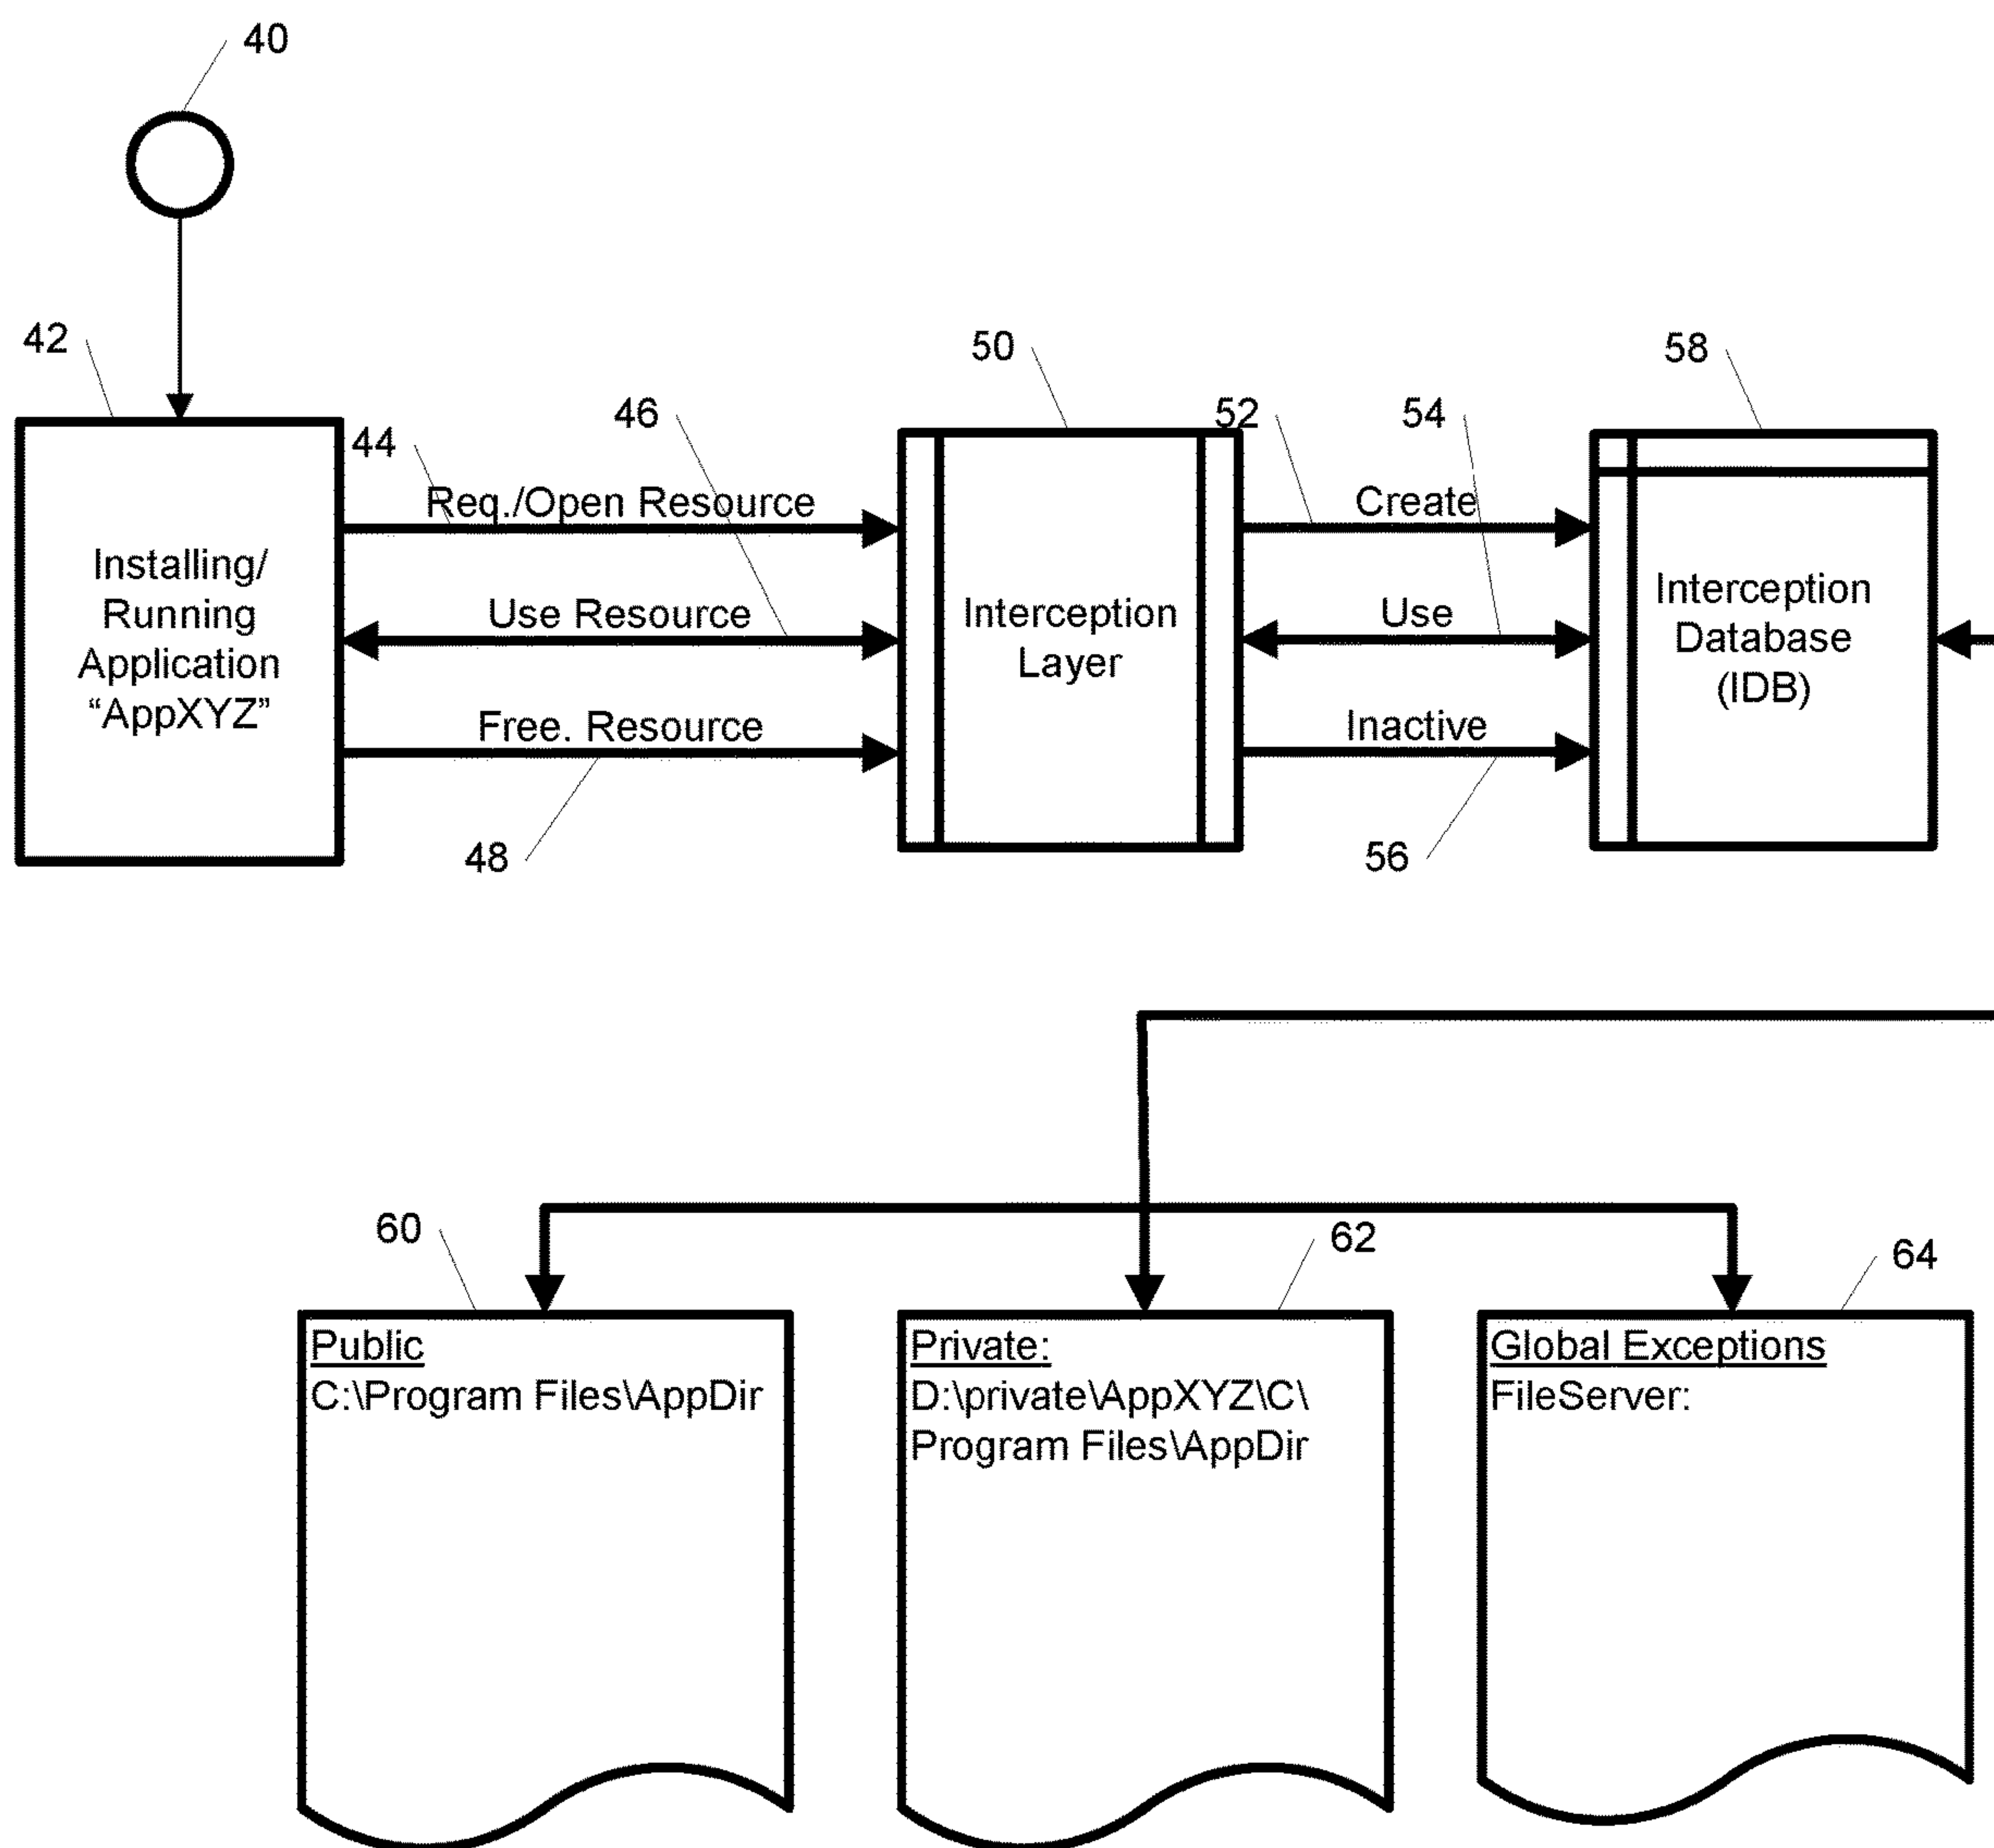 40
42
50
58
44
46
52
54
Req./Open Resource
Create
Installing/
Running
Application
“AppXYZ”
Use Resource
Interception
Layer
Use
Interception
Database
(IDB)
Free. Resource
Inactive
48
56
60
62
64
Public
C:\Program Files\AppDir
Private:
D:\private\AppXYZ\C\
Program Files\AppDir
Global Exceptions
FileServer: